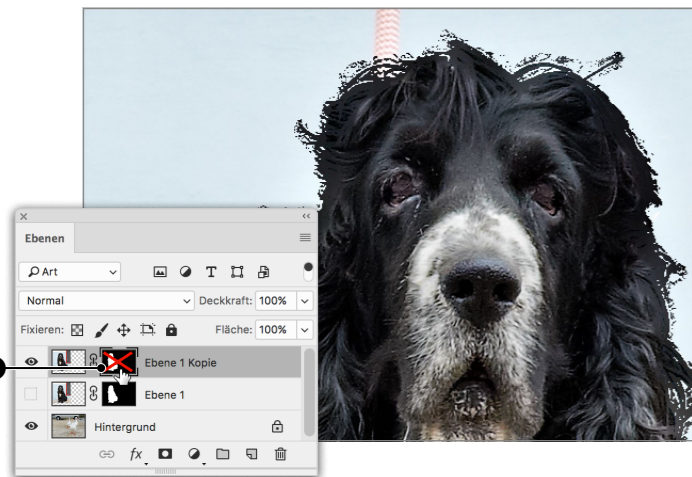 Ebenen
Art
Normal
Deckkraft: 100%
Fixieren:
Fläche: 100%
Ebene 1 Kopie
Ebene 1
Hintergrund
fx